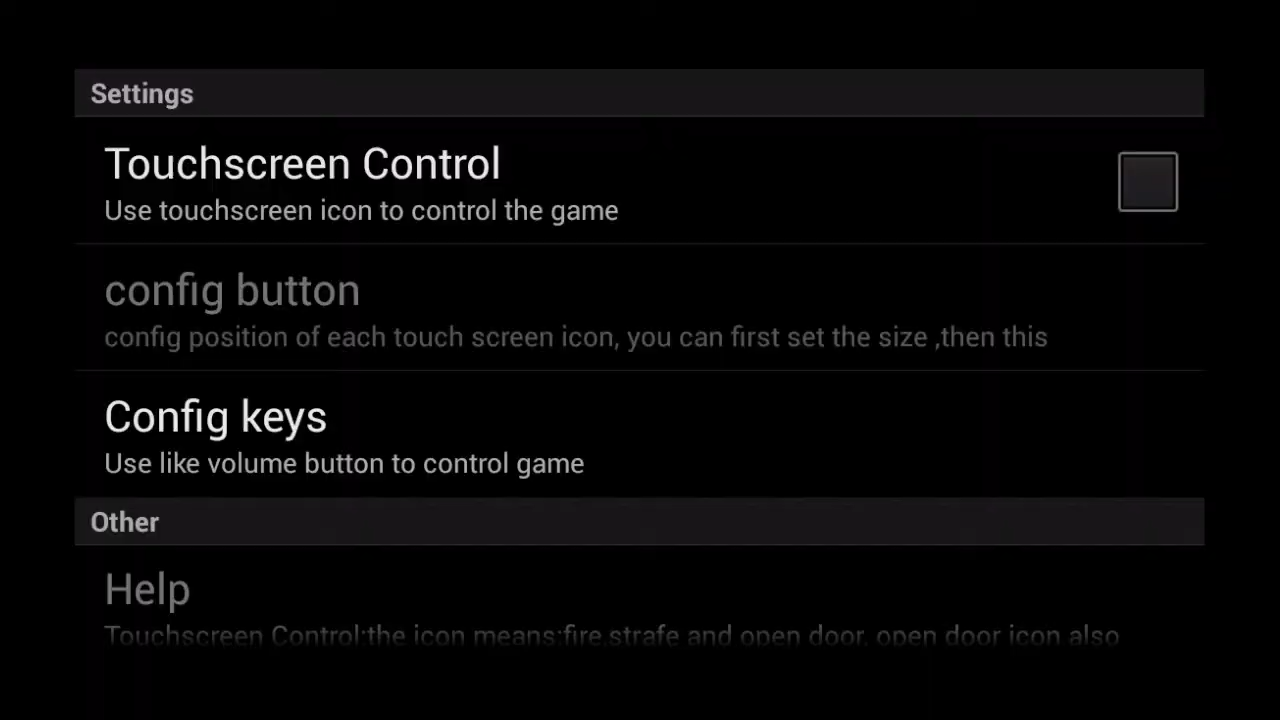 Settings
Touchscreen Control
Use touchscreen icon to control the game
config button
config position of each touch screen icon, you can first set the size ,then this
Config keys
Use like volume button to control game
Other
Help
Touchscreen Control:the icon means:fire,strafe and open door, open door icon also